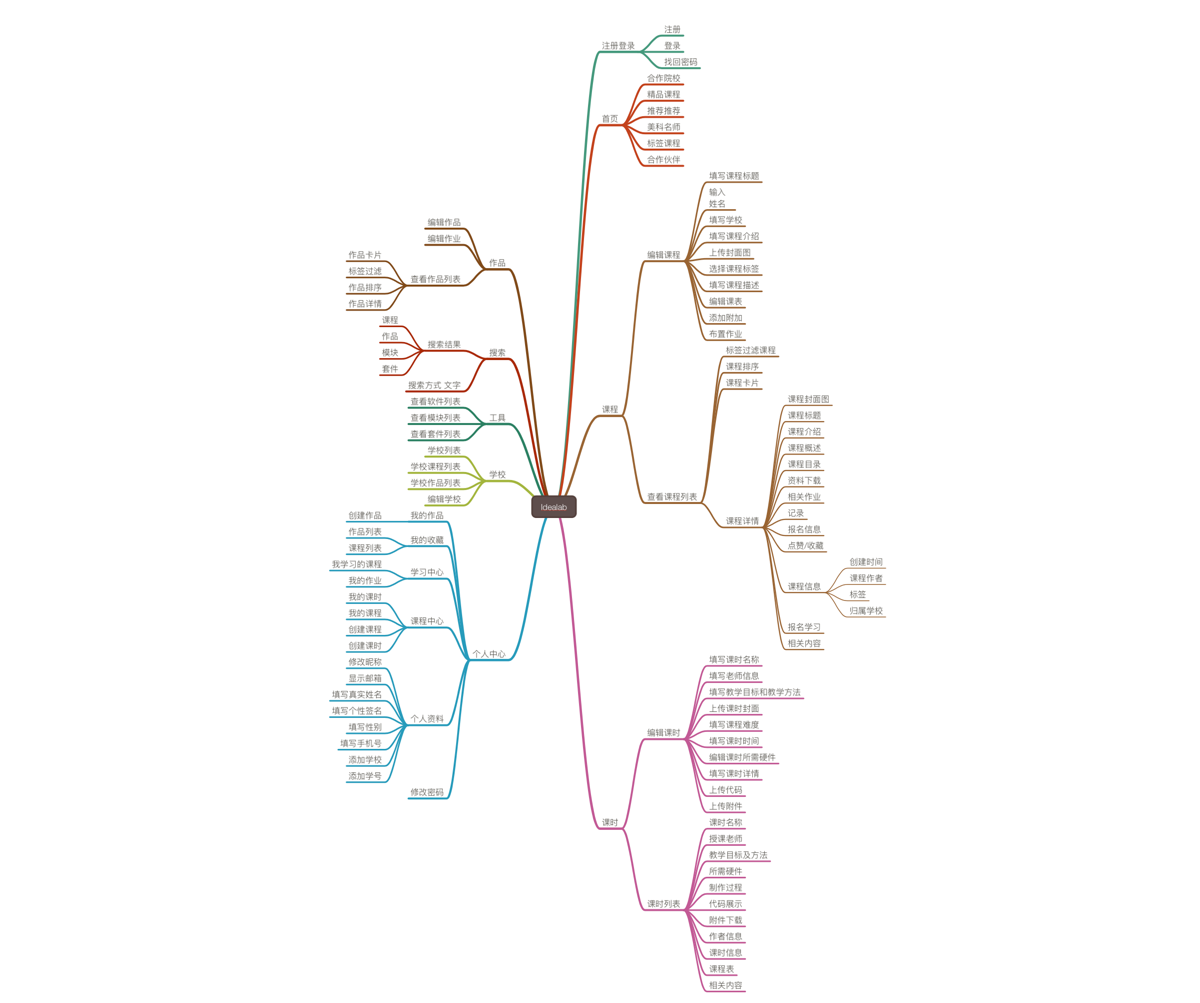 Idealab
注册登录
注册
登录
找回密码
首页
合作院校
精品课程
推荐推荐
美科名师
标签课程
合作伙伴
课程
编辑课程
填写课程标题
输入
姓名
填写学校
填写课程介绍
上传封面图
选择课程标签
填写课程描述
编辑课表
添加附加
布置作业
查看课程列表
标签过滤课程
课程排序
课程卡片
课程详情
课程封面图
课程标题
课程介绍
课程概述
课程目录
资料下载
相关作业
记录
报名信息
点赞/收藏
课程信息
创建时间
课程作者
标签
归属学校
报名学习
相关内容
课时
编辑课时
填写课时名称
填写老师信息
填写教学目标和教学方法
上传课时封面
填写课程难度
填写课时时间
编辑课时所需硬件
填写课时详情
上传代码
上传附件
课时列表
课时名称
授课老师
教学目标及方法
所需硬件
制作过程
代码展示
附件下载
作者信息
课时信息
课程表
相关内容
作品
编辑作品
编辑作业
查看作品列表
作品卡片
标签过滤
作品排序
作品详情
搜索
搜索结果
课程
作品
模块
套件
搜索方式 文字
工具
查看软件列表
查看模块列表
查看套件列表
学校
学校列表
学校课程列表
学校作品列表
编辑学校
个人中心
我的作品
创建作品
我的收藏
作品列表
课程列表
学习中心
我学习的课程
我的作业
课程中心
我的课时
我的课程
创建课程
创建课时
个人资料
修改昵称
显示邮箱
填写真实姓名
填写个性签名
填写性别
填写手机号
添加学校
添加学号
修改密码